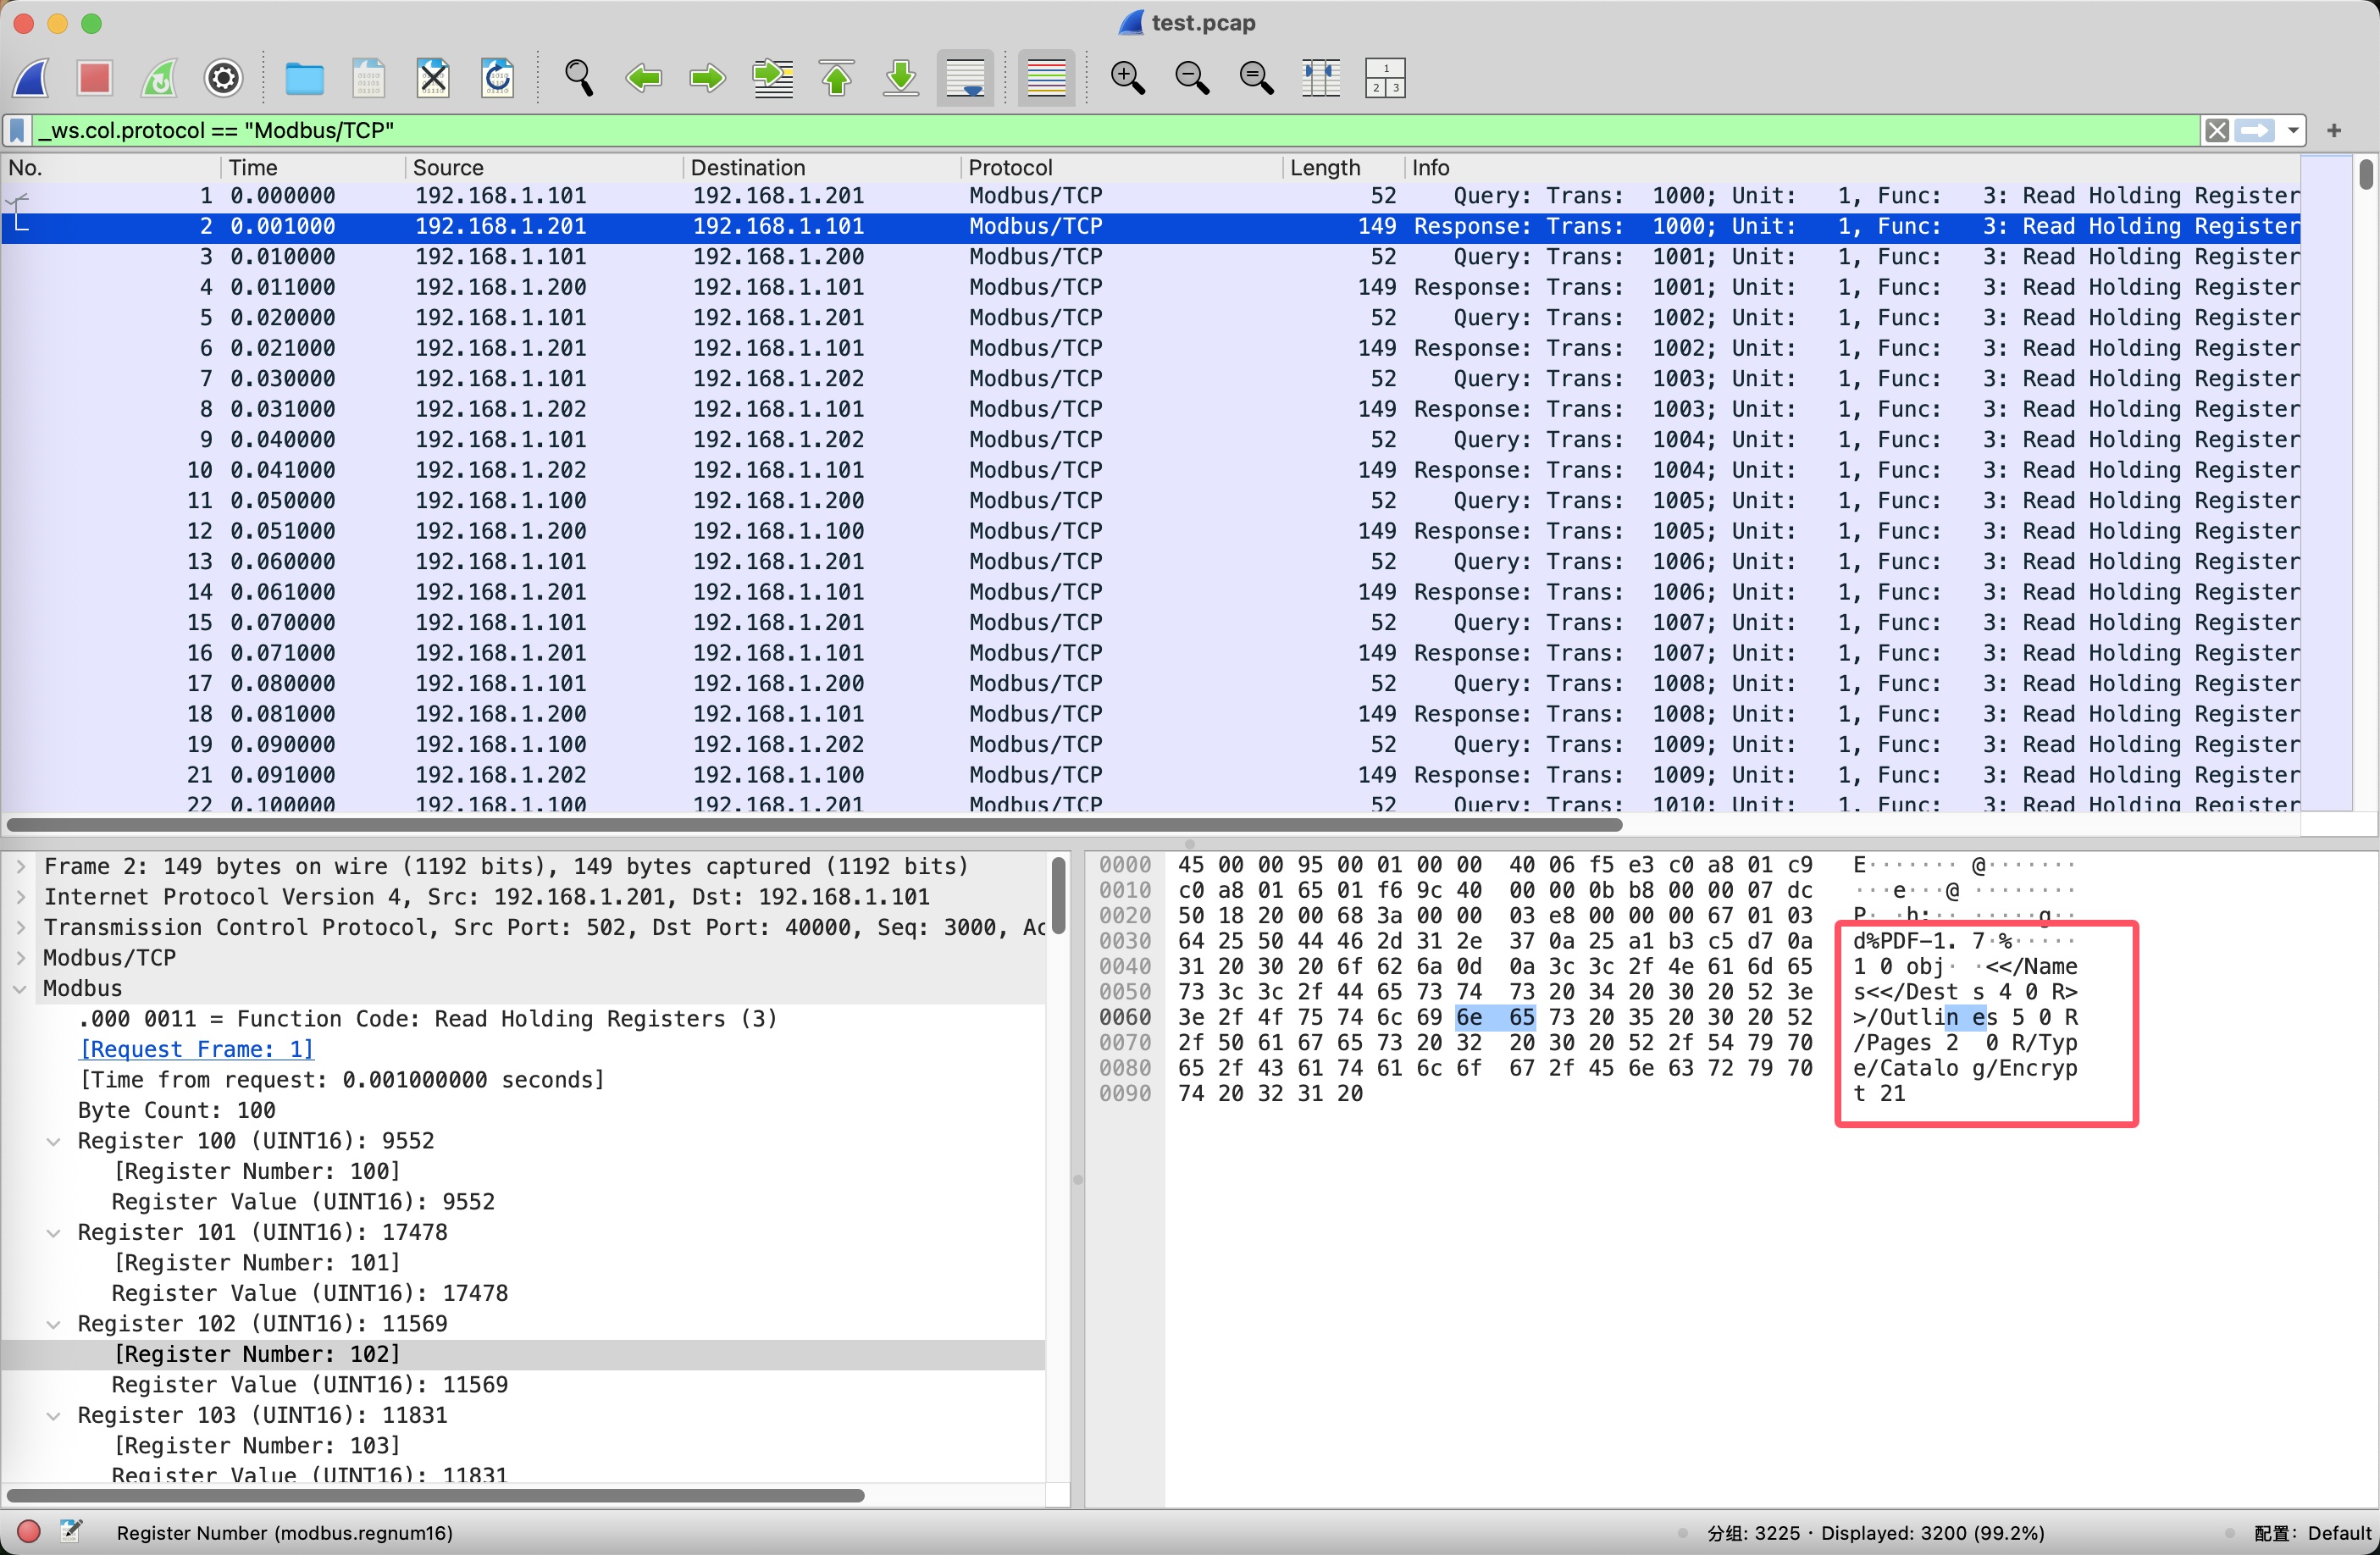 test.pcap
_ws.col.protocol == "Modbus/TCP"
No. Time Source Destination Protocol Length Info
1 0.000000 192.168.1.101 192.168.1.201 Modbus/TCP 52 Query: Trans: 1000; Unit: 1, Func: 3: Read Holding Register
2 0.001000 192.168.1.201 192.168.1.101 Modbus/TCP 149 Response: Trans: 1000; Unit: 1, Func: 3: Read Holding Register
3 0.010000 192.168.1.101 192.168.1.200 Modbus/TCP 52 Query: Trans: 1001; Unit: 1, Func: 3: Read Holding Register
4 0.011000 192.168.1.200 192.168.1.101 Modbus/TCP 149 Response: Trans: 1001; Unit: 1, Func: 3: Read Holding Register
5 0.020000 192.168.1.101 192.168.1.201 Modbus/TCP 52 Query: Trans: 1002; Unit: 1, Func: 3: Read Holding Register
6 0.021000 192.168.1.201 192.168.1.101 Modbus/TCP 149 Response: Trans: 1002; Unit: 1, Func: 3: Read Holding Register
7 0.030000 192.168.1.101 192.168.1.202 Modbus/TCP 52 Query: Trans: 1003; Unit: 1, Func: 3: Read Holding Register
8 0.031000 192.168.1.202 192.168.1.101 Modbus/TCP 149 Response: Trans: 1003; Unit: 1, Func: 3: Read Holding Register
9 0.040000 192.168.1.101 192.168.1.202 Modbus/TCP 52 Query: Trans: 1004; Unit: 1, Func: 3: Read Holding Register
10 0.041000 192.168.1.202 192.168.1.101 Modbus/TCP 149 Response: Trans: 1004; Unit: 1, Func: 3: Read Holding Register
11 0.050000 192.168.1.100 192.168.1.200 Modbus/TCP 52 Query: Trans: 1005; Unit: 1, Func: 3: Read Holding Register
12 0.051000 192.168.1.200 192.168.1.100 Modbus/TCP 149 Response: Trans: 1005; Unit: 1, Func: 3: Read Holding Register
13 0.060000 192.168.1.101 192.168.1.201 Modbus/TCP 52 Query: Trans: 1006; Unit: 1, Func: 3: Read Holding Register
14 0.061000 192.168.1.201 192.168.1.101 Modbus/TCP 149 Response: Trans: 1006; Unit: 1, Func: 3: Read Holding Register
15 0.070000 192.168.1.101 192.168.1.201 Modbus/TCP 52 Query: Trans: 1007; Unit: 1, Func: 3: Read Holding Register
16 0.071000 192.168.1.201 192.168.1.101 Modbus/TCP 149 Response: Trans: 1007; Unit: 1, Func: 3: Read Holding Register
17 0.080000 192.168.1.101 192.168.1.200 Modbus/TCP 52 Query: Trans: 1008; Unit: 1, Func: 3: Read Holding Register
18 0.081000 192.168.1.200 192.168.1.101 Modbus/TCP 149 Response: Trans: 1008; Unit: 1, Func: 3: Read Holding Register
19 0.090000 192.168.1.100 192.168.1.202 Modbus/TCP 52 Query: Trans: 1009; Unit: 1, Func: 3: Read Holding Register
21 0.091000 192.168.1.202 192.168.1.100 Modbus/TCP 149 Response: Trans: 1009; Unit: 1, Func: 3: Read Holding Register
22 0.100000 192.168.1.100 192.168.1.201 Modbus/TCP 52 Query: Trans: 1010; Unit: 1, Func: 3: Read Holding Register
Frame 2: 149 bytes on wire (1192 bits), 149 bytes captured (1192 bits)
Internet Protocol Version 4, Src: 192.168.1.201, Dst: 192.168.1.101
Transmission Control Protocol, Src Port: 502, Dst Port: 40000, Seq: 3000, Ac
Modbus/TCP
Modbus
.000 0011 = Function Code: Read Holding Registers (3)
[Request Frame: 1]
[Time from request: 0.001000000 seconds]
Byte Count: 100
Register 100 (UINT16): 9552
[Register Number: 100]
Register Value (UINT16): 9552
Register 101 (UINT16): 17478
[Register Number: 101]
Register Value (UINT16): 17478
Register 102 (UINT16): 11569
[Register Number: 102]
Register Value (UINT16): 11569
Register 103 (UINT16): 11831
[Register Number: 103]
Register Value (UINT16): 11831
0000 45 00 00 95 00 01 00 00 40 06 f5 e3 c0 a8 01 c9 E······· @·······
0010 c0 a8 01 65 01 f6 9c 40 00 00 0b b8 00 00 07 dc ···e···@ ········
0020 50 18 20 00 68 3a 00 00 03 e8 00 00 00 67 01 03 P· ·h:·· ·····g··
0030 64 25 50 44 46 2d 31 2e 37 0a 25 a1 b3 c5 d7 0a d%PDF-1. 7·%·····
0040 31 20 30 20 6f 62 6a 0d 0a 3c 3c 2f 4e 61 6d 65 1 0 obj· ·<</Name
0050 73 3c 3c 2f 44 65 73 74 73 20 34 20 30 20 52 3e s<</Dest s 4 0 R>
0060 3e 2f 4f 75 74 6c 69 6e 65 73 20 35 20 30 20 52 >/Outlin es 5 0 R
0070 2f 50 61 67 65 73 20 32 20 30 20 52 2f 54 79 70 /Pages 2 0 R/Typ
0080 65 2f 43 61 74 61 6c 6f 67 2f 45 6e 63 72 79 70 e/Catalo g/Encryp
0090 74 20 32 31 20 t 21
Register Number (modbus.regnum16)
分组: 3225 · Displayed: 3200 (99.2%)
配置: Default